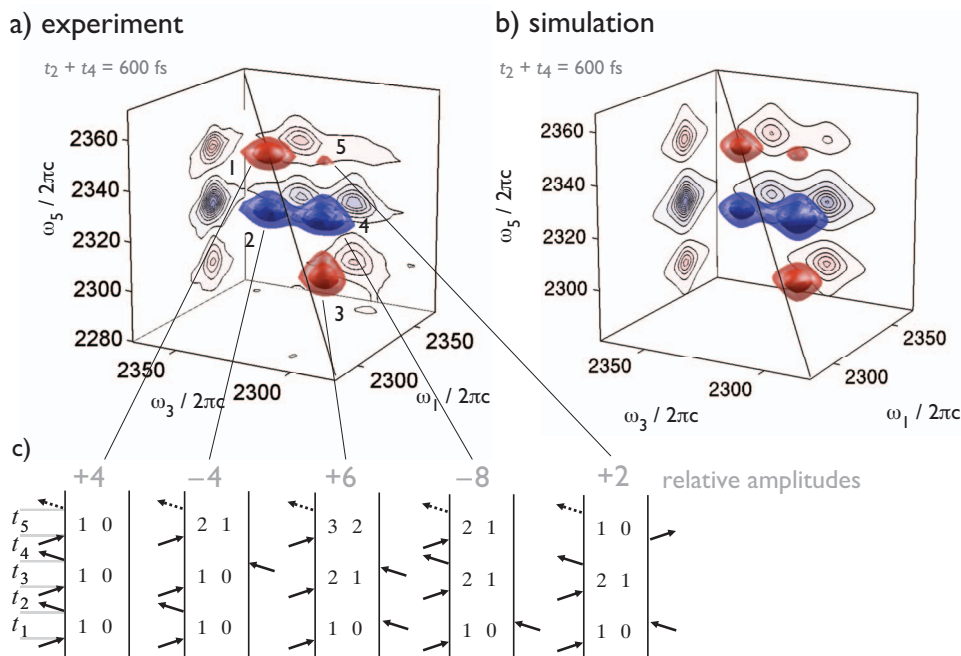 a) experiment
t₂ + t₄ = 600 fs
2360
2340
2320
2300
2280
ω₅ / 2πc
2350
2300
ω₃ / 2πc
2300
2350
ω₁ / 2πc
1
2
3
4
5
b) simulation
t₂ + t₄ = 600 fs
2360
2340
2320
2300
ω₅ / 2πc
2350
2300
ω₃ / 2πc
2300
2350
ω₁ / 2πc
c)
+4 −4 +6 −8 +2 relative amplitudes
t₅ 1 0 2 1 3 2 2 1 1 0
t₄
t₃ 1 0 1 0 2 1 2 1 2 1
t₂
t₁ 1 0 1 0 1 0 1 0 1 0